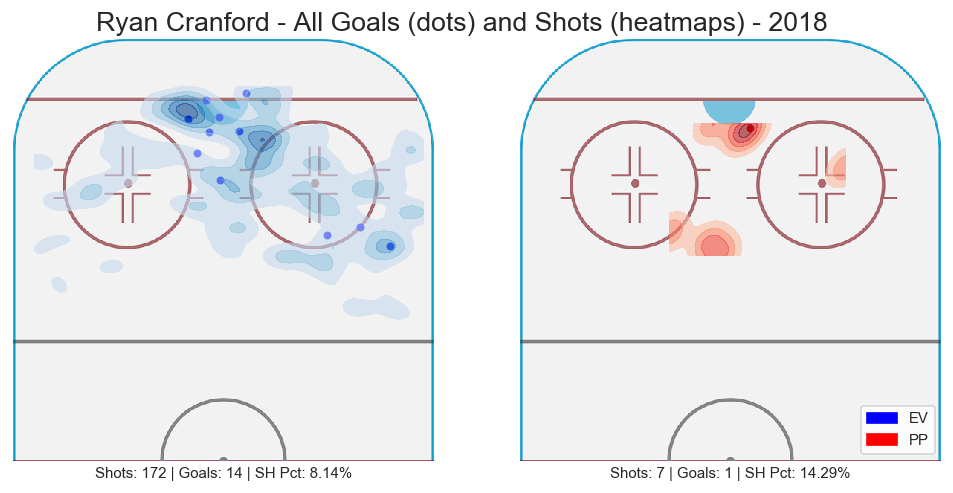 Ryan Cranford - All Goals (dots) and Shots (heatmaps) - 2018
EV
PP
Shots: 172 | Goals: 14 | SH Pct: 8.14%
Shots: 7 | Goals: 1 | SH Pct: 14.29%